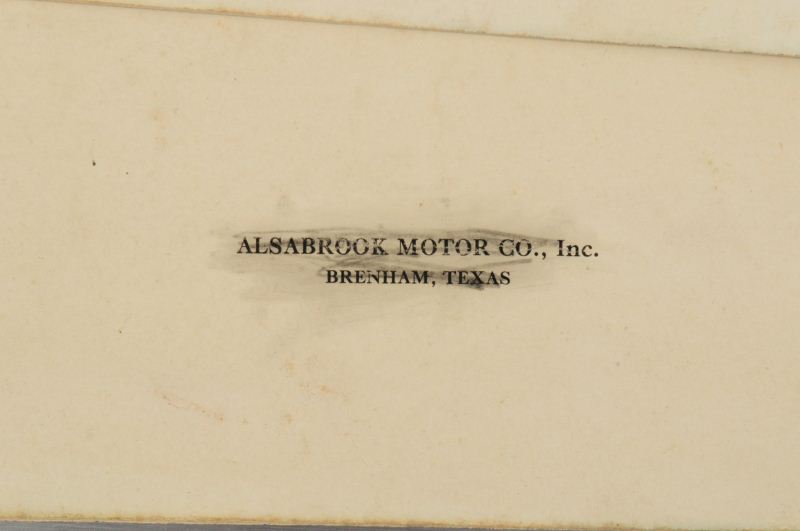 ALSABROOK MOTOR CO., Inc.
BRENHAM, TEXAS